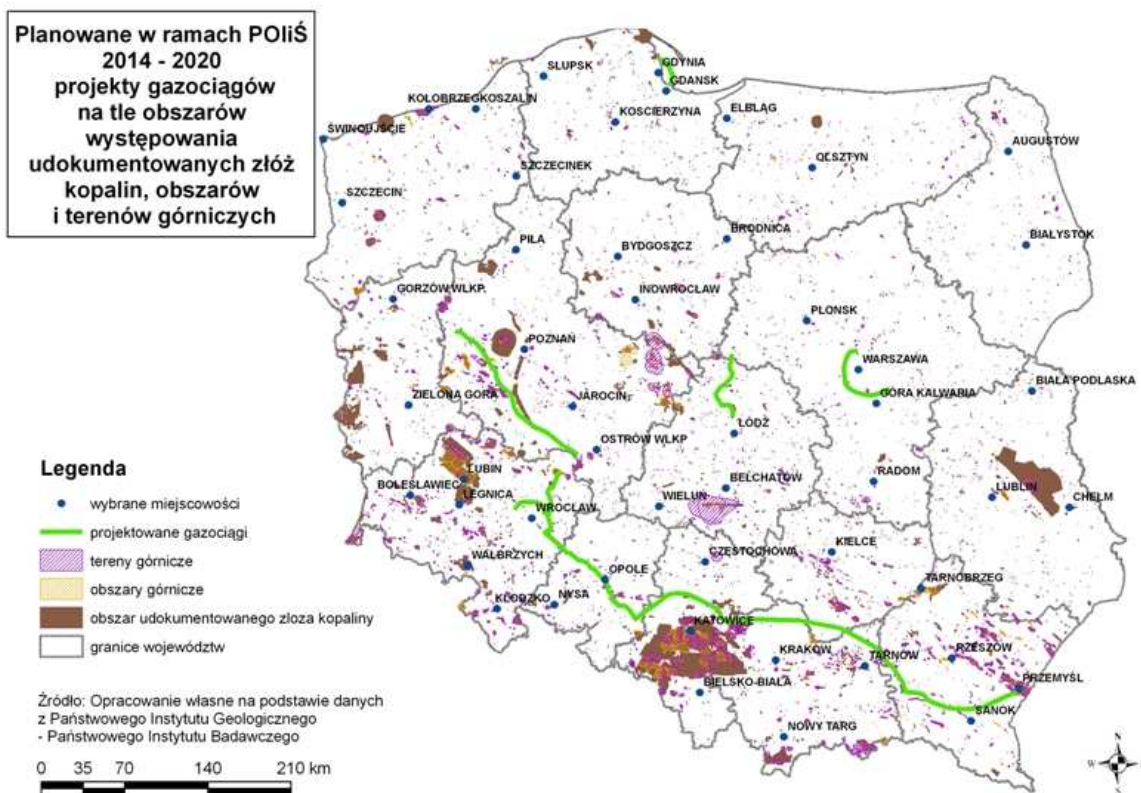 Planowane w ramach POIiŚ
2014 - 2020
projekty gazociągów
na tle obszarów
występowania
udokumentowanych złóż
kopalin, obszarów
i terenów górniczych
GDYNIA
SŁUPSK
GDAŃSK
KOŁOBRZEG
KOSZALIN
KOŚCIERZYNA
ELBLĄG
ŚWINOUJŚCIE
AUGUSTÓW
OLSZTYN
SZCZECINEK
SZCZECIN
BRODNICA
BIAŁYSTOK
PIŁA
BYDGOSZCZ
GORZÓW WLKP.
INOWROCŁAW
PŁOŃSK
POZNAŃ
WARSZAWA
BIAŁA PODLASKA
ZIELONA GÓRA
JAROCIN
GÓRA KALWARIA
ŁÓDŹ
OSTRÓW WLKP
LUBIN
RADOM
BOLESŁAWIEC
BEŁCHATÓW
LUBLIN
LEGNICA
WIELUŃ
CHEŁM
WROCŁAW
KIELCE
WAŁBRZYCH
CZĘSTOCHOWA
OPOLE
TARNOBRZEG
KŁODZKO
NYSA
KATOWICE
KRAKÓW
TARNÓW
RZESZÓW
BIELSKO-BIAŁA
PRZEMYŚL
SANOK
NOWY TARG
Legenda
wybrane miejscowości
projektowane gazociągi
tereny górnicze
obszary górnicze
obszar udokumentowanego złoza kopaliny
granice województw
Źródło: Opracowanie własne na podstawie danych
z Państwowego Instytutu Geologicznego
- Państwowego Instytutu Badawczego
0 35 70 140 210 km
N
W E
S